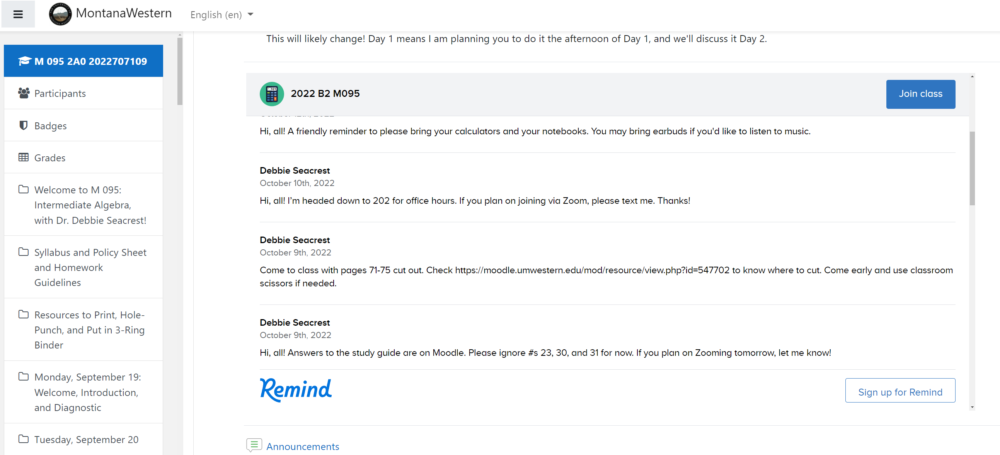 MontanaWestern
English (en)
This will likely change! Day 1 means I am planning you to do it the afternoon of Day 1, and we'll discuss it Day 2.
M 095 2A0 2022707109
Participants
Badges
Grades
Welcome to M 095:
Intermediate Algebra,
with Dr. Debbie Seacrest!
Syllabus and Policy Sheet
and Homework
Guidelines
Resources to Print, Hole-
Punch, and Put in 3-Ring
Binder
Monday, September 19:
Welcome, Introduction,
and Diagnostic
Tuesday, September 20
101
2022 B2 M095
Join class
Hi, all! A friendly reminder to please bring your calculators and your notebooks. You may bring earbuds if you'd like to listen to music.
Debbie Seacrest
October 10th, 2022
Hi, all! I’m headed down to 202 for office hours. If you plan on joining via Zoom, please text me. Thanks!
Debbie Seacrest
October 9th, 2022
Come to class with pages 71-75 cut out. Check https://moodle.umwestern.edu/mod/resource/view.php?id=547702 to know where to cut. Come early and use classroom
scissors if needed.
Debbie Seacrest
October 9th, 2022
Hi, all! Answers to the study guide are on Moodle. Please ignore #s 23, 30, and 31 for now. If you plan on Zooming tomorrow, let me know!
Remind
Sign up for Remind
Announcements